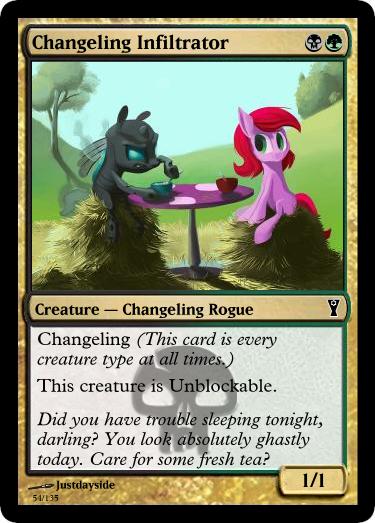 Changeling Infiltrator
Creature — Changeling Rogue
Changeling (This card is every
creature type at all times.)
This creature is Unblockable.
Did you have trouble sleeping tonight,
darling? You look absolutely ghastly
today. Care for some fresh tea?
1/1
Justdayside
54/135